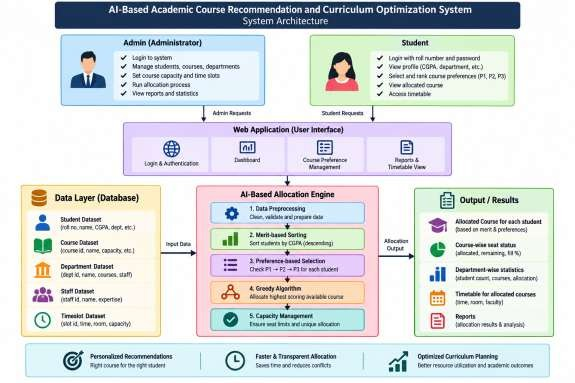 AI-Based Academic Course Recommendation and Curriculum Optimization System
System Architecture
Admin (Administrator)
✓ Login to system
✓ Manage students, courses, departments
✓ Set course capacity and time slots
✓ Run allocation process
✓ View reports and statistics
Student
✓ Login with roll number and password
✓ View profile (CGPA, department, etc.)
✓ Select and rank course preferences (P1, P2, P3)
✓ View allocated course
✓ Access timetable
Admin Requests
Student Requests
Web Application (User Interface)
Login & Authentication
Dashboard
Course Preference
Management
Reports &
Timetable View
Data Layer (Database)
Student Dataset
(roll no, name, CGPA, dept, etc.)
Course Dataset
(course id, name, capacity, etc.)
Department Dataset
(dept id, name, courses, staff)
Staff Dataset
(staff id, name, expertise)
Timeslot Dataset
(slot id, time, room, capacity)
Input Data
AI-Based Allocation Engine
1. Data Preprocessing
Clean, validate and prepare data
2. Merit-based Sorting
Sort students by CGPA (descending)
3. Preference-based Selection
Check P1 → P2 → P3 for each student
4. Greedy Algorithm
Allocate highest scoring available course
5. Capacity Management
Ensure seat limits and unique allocation
Allocation
Output
Output / Results
Allocated Course for each student
(based on merit & preferences)
Course-wise seat status
(allocated, remaining, fill %)
Department-wise statistics
(student count, courses, allocation)
Timetable for allocated courses
(time, room, faculty)
Reports
(allocation results & analysis)
Personalized Recommendations
Right course for the right student
Faster & Transparent Allocation
Saves time and reduces conflicts
Optimized Curriculum Planning
Better resource utilization and academic outcomes